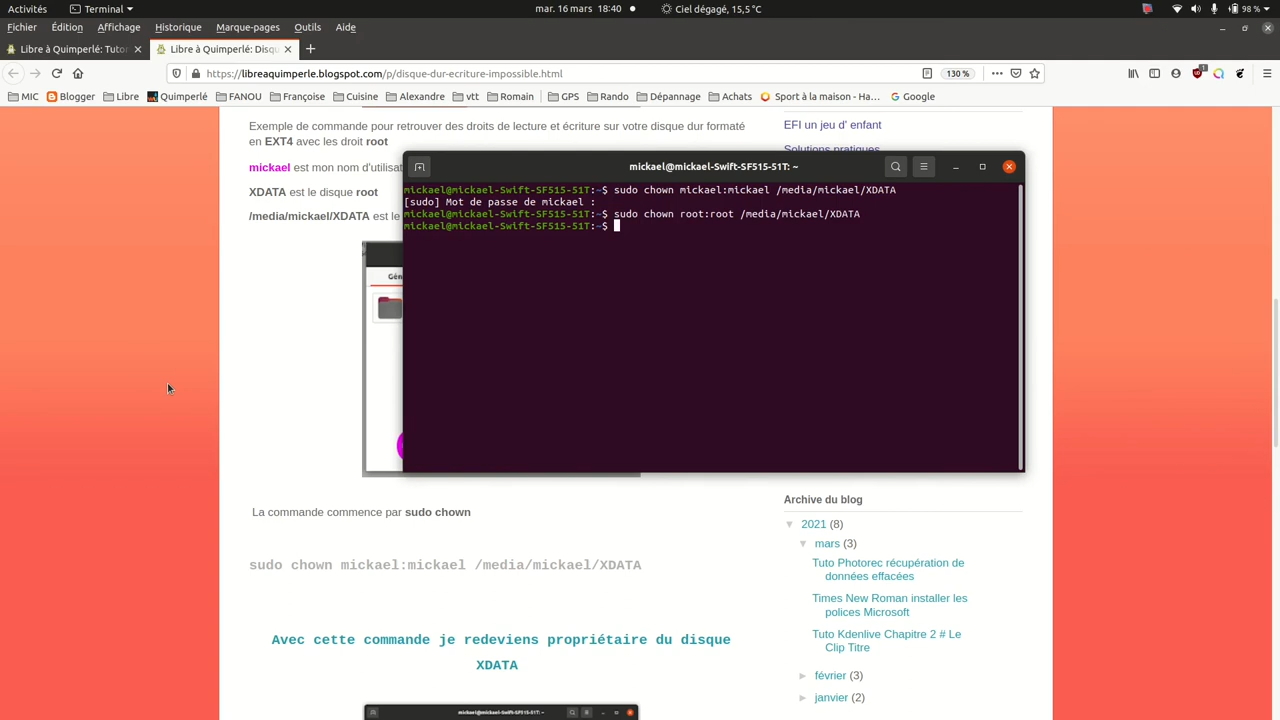 Activités Terminal mar. 16 mars 18:40 Ciel dégagé, 15,5 °C 98 %
Fichier Édition Affichage Historique Marque-pages Outils Aide
Libre à Quimperlé: Tutor Libre à Quimperlé: Disqu
https://libreaquimperle.blogspot.com/p/disque-dur-ecriture-impossible.html 130 %
MIC Blogger Libre Quimperlé FANOU Françoise Cuisine Alexandre vtt Romain GPS Rando Dépannage Achats Sport à la maison - Ha… Google
Exemple de commande pour retrouver des droits de lecture et écriture sur votre disque dur formaté
en EXT4 avec les droit root
mickael est mon nom d'utilisa
XDATA est le disque root
/media/mickael/XDATA est le
EFI un jeu d' enfant
Solutions pratiques
mickael@mickael-Swift-SF515-51T: ~
mickael@mickael-Swift-SF515-51T:~$ sudo chown mickael:mickael /media/mickael/XDATA
[sudo] Mot de passe de mickael :
mickael@mickael-Swift-SF515-51T:~$ sudo chown root:root /media/mickael/XDATA
mickael@mickael-Swift-SF515-51T:~$
Gén
La commande commence par sudo chown
sudo chown mickael:mickael /media/mickael/XDATA
Avec cette commande je redeviens propriétaire du disque
XDATA
mickael@mickael-Swift-SF515-51T: ~
Archive du blog
▼ 2021 (8)
▼ mars (3)
Tuto Photorec récupération de
données effacées
Times New Roman installer les
polices Microsoft
Tuto Kdenlive Chapitre 2 # Le
Clip Titre
► février (3)
► janvier (2)